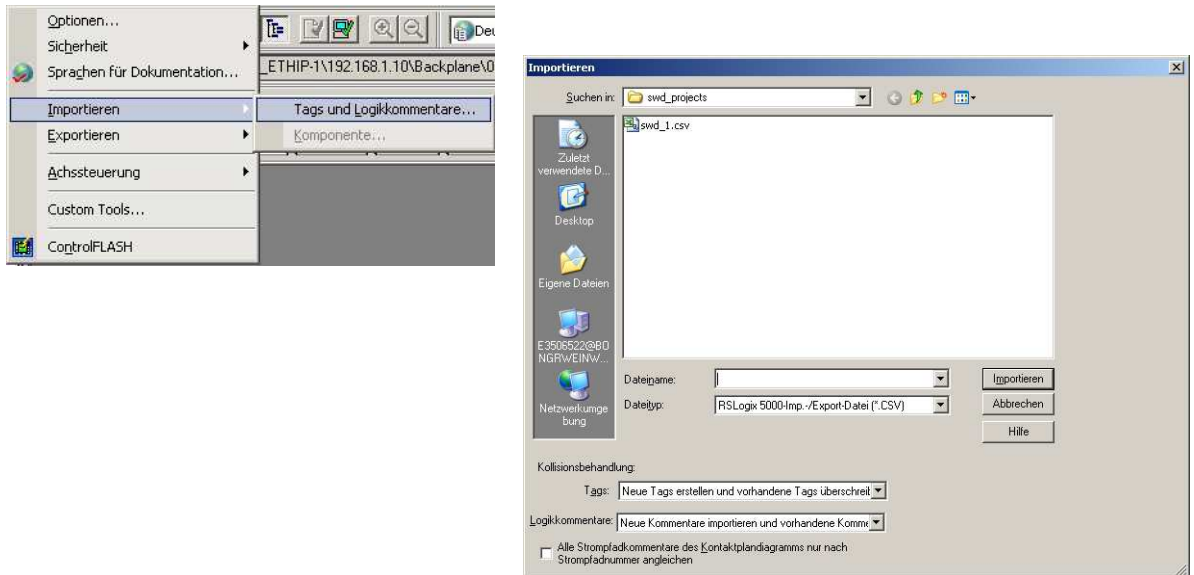 Optionen...
Sicherheit
Sprachen für Dokumentation...
Importieren
Exportieren
Achssteuerung
Custom Tools...
ControlFLASH
_ETHIP-1\192.168.1.10\Backplane\0
Tags und Logikkommentare...
Komponente...
Importieren
Suchen in:
swd_projects
swd_1.csv
Zuletzt
verwendete D...
Desktop
Eigene Dateien
E3506522@BO
NGRWEINW...
Netzwerkumge
bung
Dateiname:
Importieren
Dateityp:
RSLogix 5000-Imp.-/Export-Datei (*.CSV)
Abbrechen
Hilfe
Kollisionsbehandlung:
Tags:
Neue Tags erstellen und vorhandene Tags überschreit
Logikkommentare:
Neue Kommentare importieren und vorhandene Komme
Alle Strompfadkommentare des Kontaktplandiagramms nur nach
Strompfadnummer angleichen